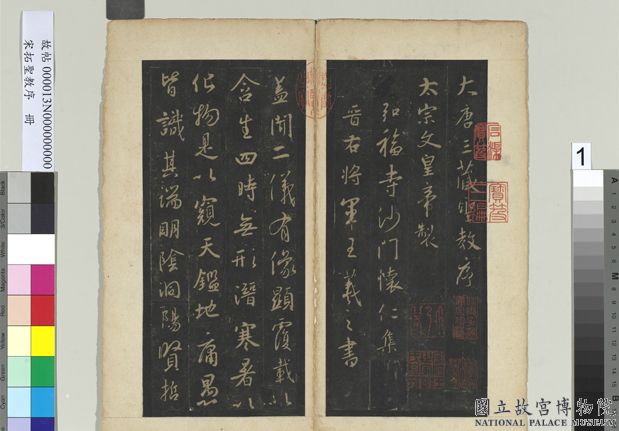 大唐三藏聖教序
太宗文皇帝製
弘福寺沙門懷仁集
晉右將軍王羲之書
蓋聞二儀有像顯覆載以
含生四時無形潛寒暑以
化物是以窺天鑑地庸愚
皆識其端明陰洞陽賢哲
故帖 000013N000000000
宋拓聖教序 冊
1
國立故宮博物院
NATIONAL PALACE MUSEUM